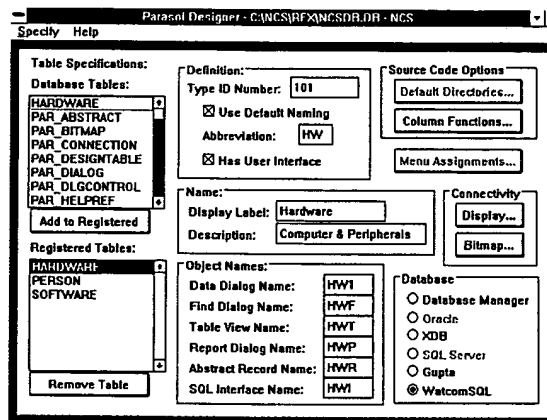 Parasol Designer - C:\NCS\RFX\NCSDB.DB - NCS
Specify Help
Table Specifications:
Database Tables:
HARDWARE
PAR_ABSTRACT
PAR_BITMAP
PAR_CONNECTION
PAR_DESIGNTABLE
PAR_DIALOG
PAR_DLGCONTROL
PAR_HELPREF
Add to Registered
Registered Tables:
HARDWARE
PERSON
SOFTWARE
Remove Table
Definition:
Type ID Number: 101
Use Default Naming
Abbreviation: HW
Has User Interface
Name:
Display Label: Hardware
Description: Computer & Peripherals
Object Names:
Data Dialog Name: HW1
Find Dialog Name: HWF
Table View Name: HWT
Report Dialog Name: HWP
Abstract Record Name: HWR
SQL Interface Name: HWI
Source Code Options
Default Directories...
Column Functions...
Menu Assignments...
Connectivity
Display...
Bitmap...
Database
Database Manager
Oracle
XDB
SQL Server
Gupta
WatcomSQL